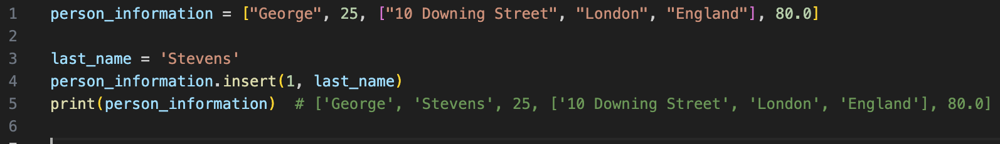 1 person_information = ["George", 25, ["10 Downing Street", "London", "England"], 80.0]
2
3 last_name = 'Stevens'
4 person_information.insert(1, last_name)
5 print(person_information)  # ['George', 'Stevens', 25, ['10 Downing Street', 'London', 'England'], 80.0]
6